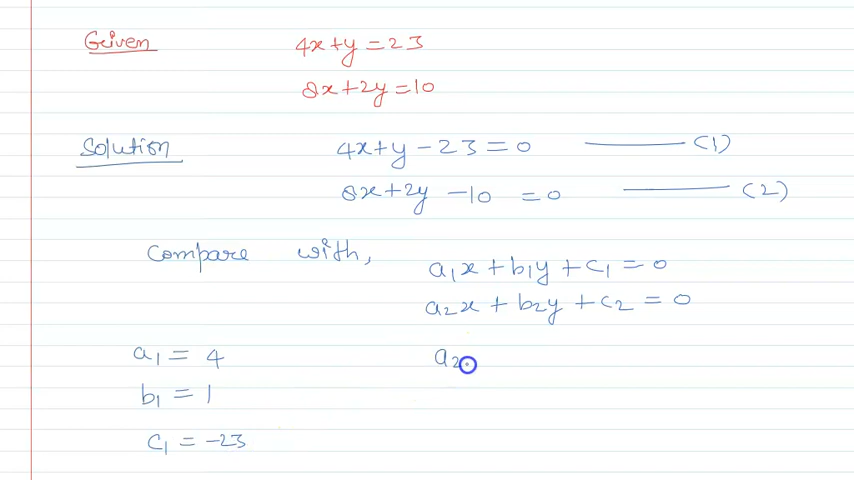 Given 4x+y=23
8x+2y=10
Solution 4x+y-23=0 (1)
8x+2y-10=0 (2)
Compare with,
a₁x+b₁y+c₁=0
a₂x+b₂y+c₂=0
a₁=4 a₂
b₁=1
c₁=-23